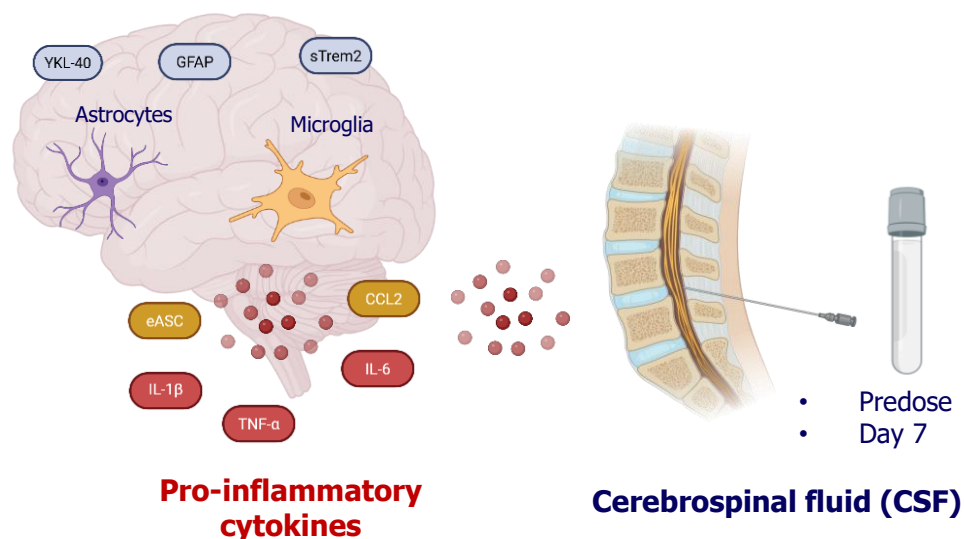 YKL-40
GFAP
sTrem2
Astrocytes
Microglia
eASC
CCL2
IL-1β
IL-6
TNF-α
Pro-inflammatory
cytokines
• Predose
• Day 7
Cerebrospinal fluid (CSF)